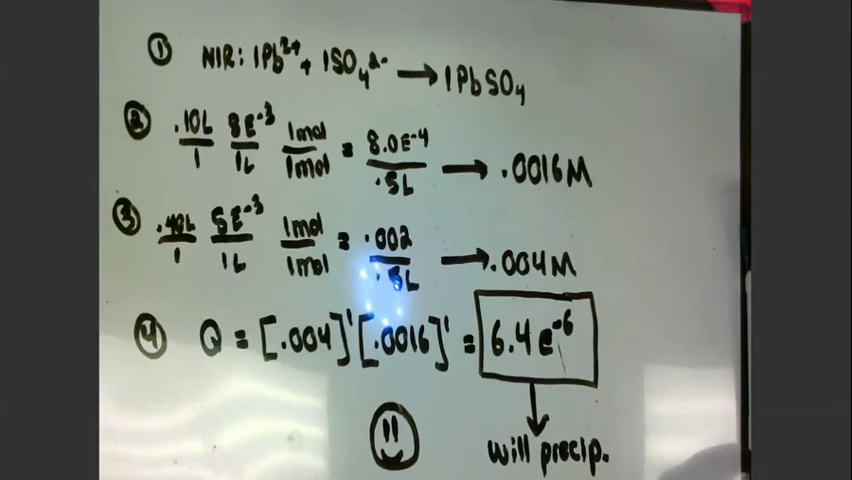 ① NIR: 1Pb²⁺ + 1SO₄²⁻ → 1PbSO₄
② .10L/1 8E⁻³/1L 1mol/1mol = 8.0E⁻⁴/.5L → .0016M
③ .40L/1 5E⁻³/1L 1mol/1mol = .002/.5L → .004M
④ Q = [.004]¹[.0016]¹ = 6.4e⁻⁶
will precip.